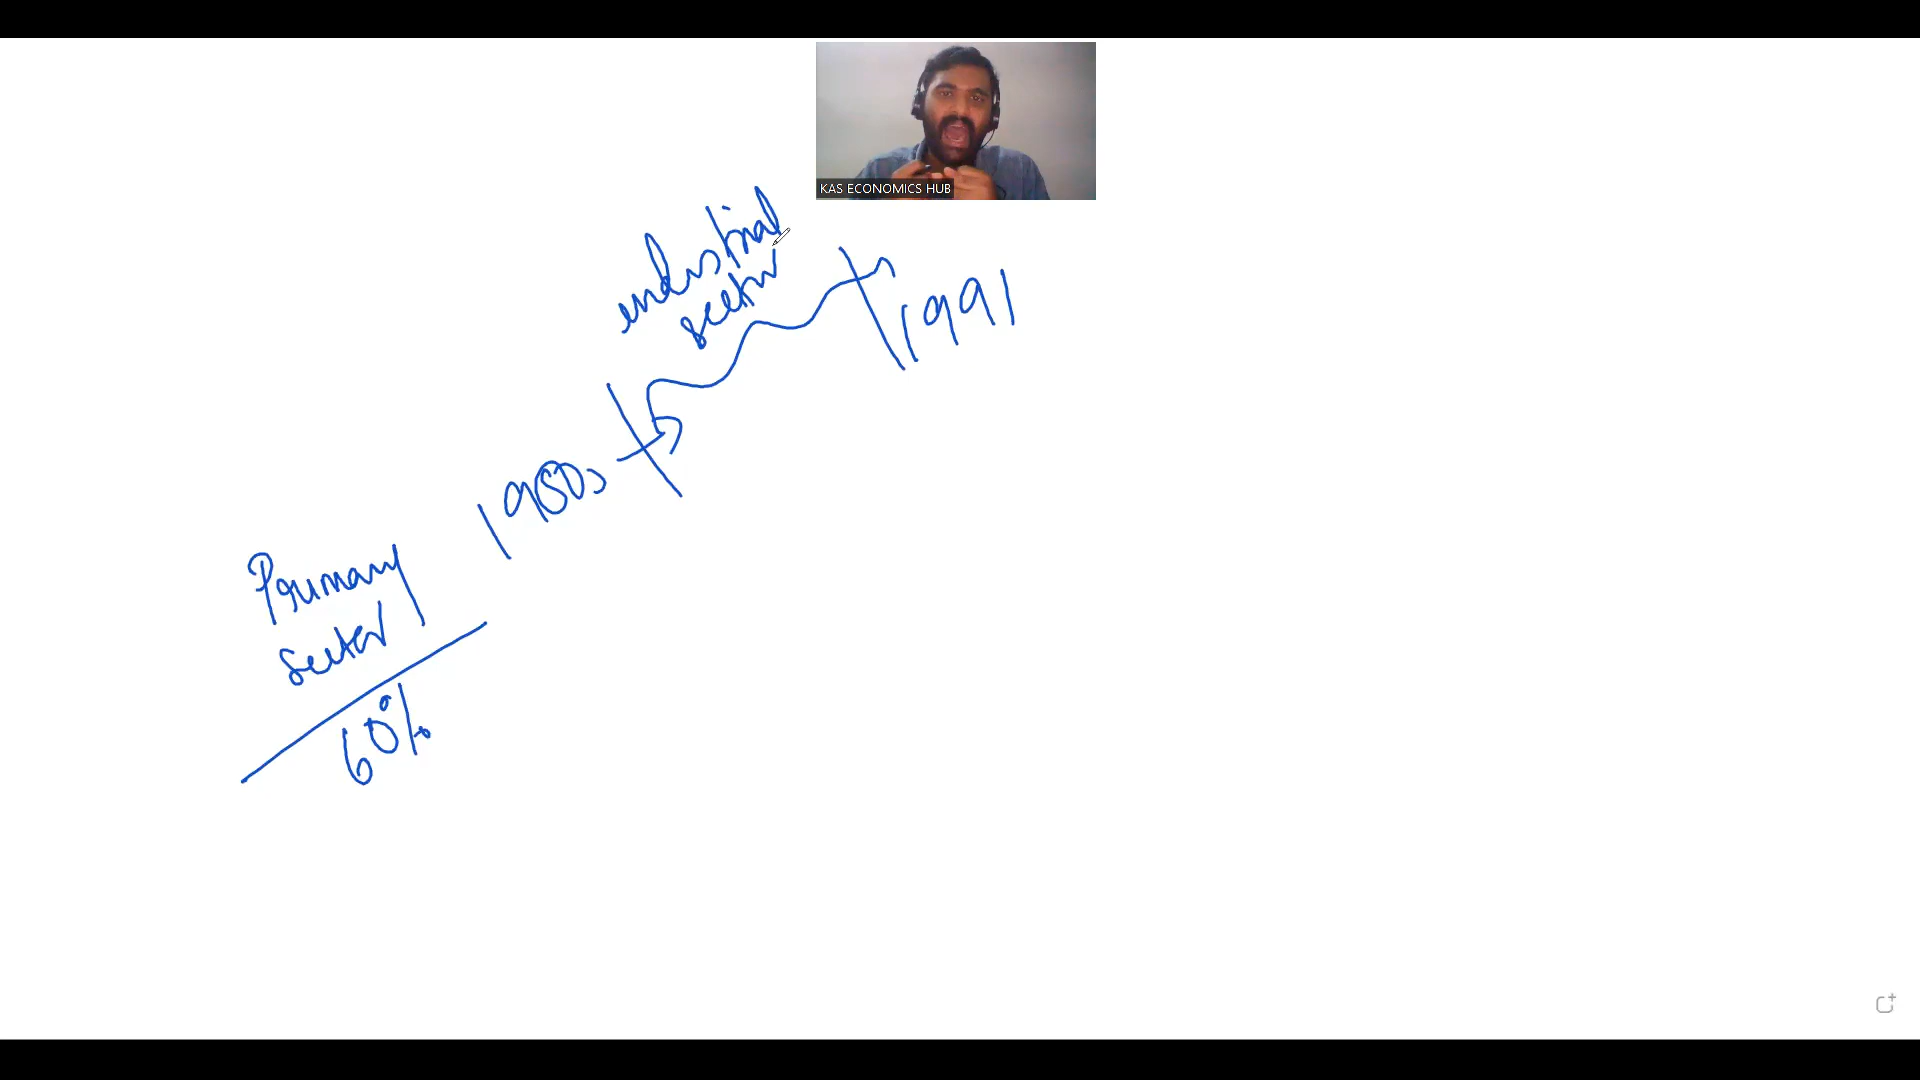 KAS ECONOMICS HUB
industrial
sector
1991
1980s
Primary
Sector
60%